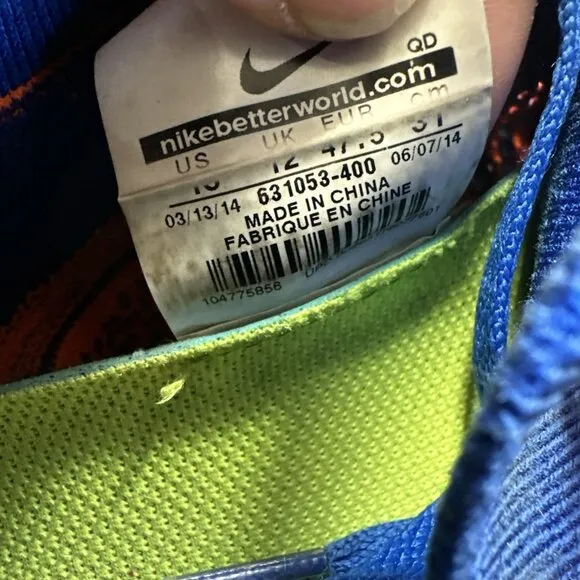 QD
nikebetterworld.com
US UK EUR cm
12 47.5 31
03/13/14 631053-400 06/07/14
MADE IN CHINA
FABRIQUE EN CHINE
104775856